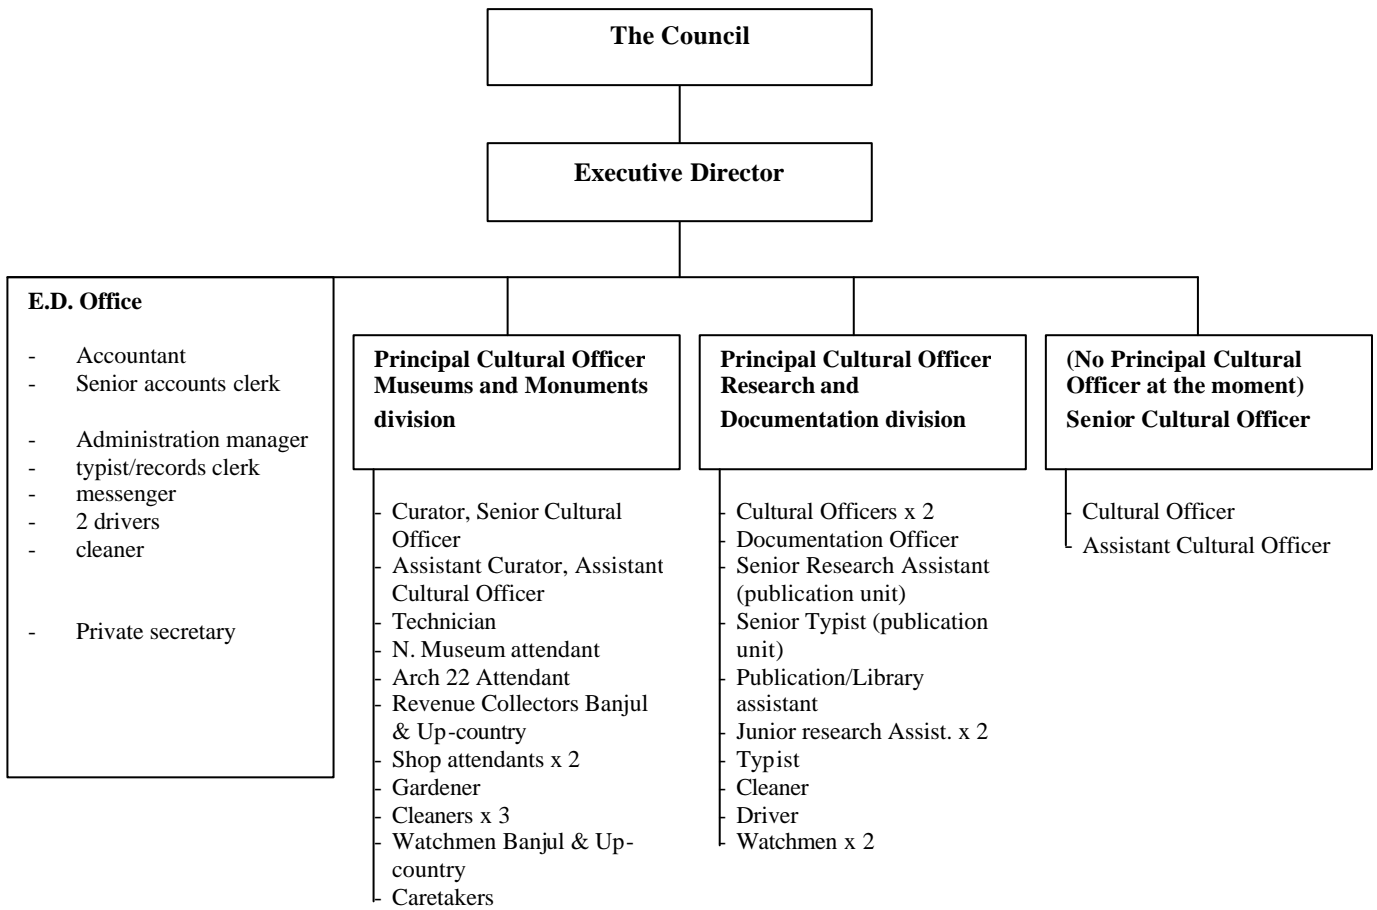 The Council
Executive Director
E.D. Office
- Accountant
- Senior accounts clerk
- Administration manager
- typist/records clerk
- messenger
- 2 drivers
- cleaner
- Private secretary
Principal Cultural Officer
Museums and Monuments
division
- Curator, Senior Cultural
Officer
- Assistant Curator, Assistant
Cultural Officer
- Technician
- N. Museum attendant
- Arch 22 Attendant
- Revenue Collectors Banjul
& Up-country
- Shop attendants x 2
- Gardener
- Cleaners x 3
- Watchmen Banjul & Up-
country
- Caretakers
Principal Cultural Officer
Research and
Documentation division
- Cultural Officers x 2
- Documentation Officer
- Senior Research Assistant
(publication unit)
- Senior Typist (publication
unit)
- Publication/Library
assistant
- Junior research Assist. x 2
- Typist
- Cleaner
- Driver
- Watchmen x 2
(No Principal Cultural
Officer at the moment)
Senior Cultural Officer
- Cultural Officer
- Assistant Cultural Officer